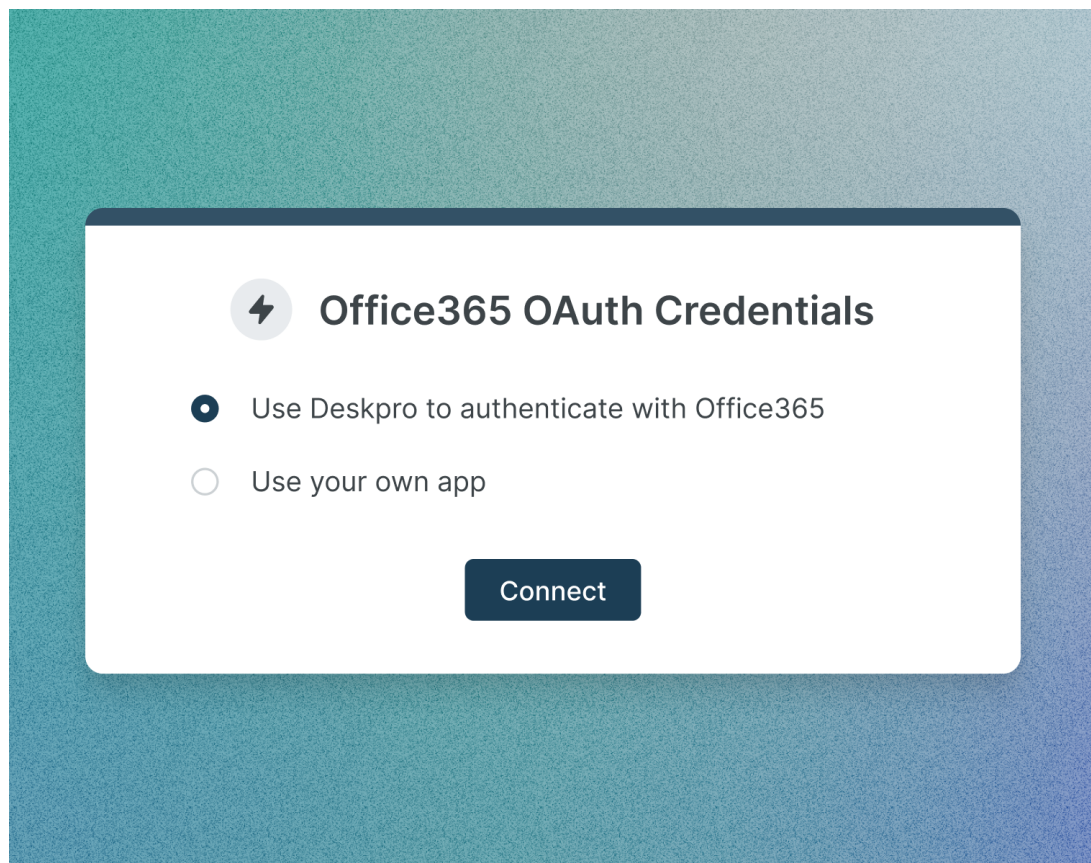 Office365 OAuth Credentials
Use Deskpro to authenticate with Office365
Use your own app
Connect